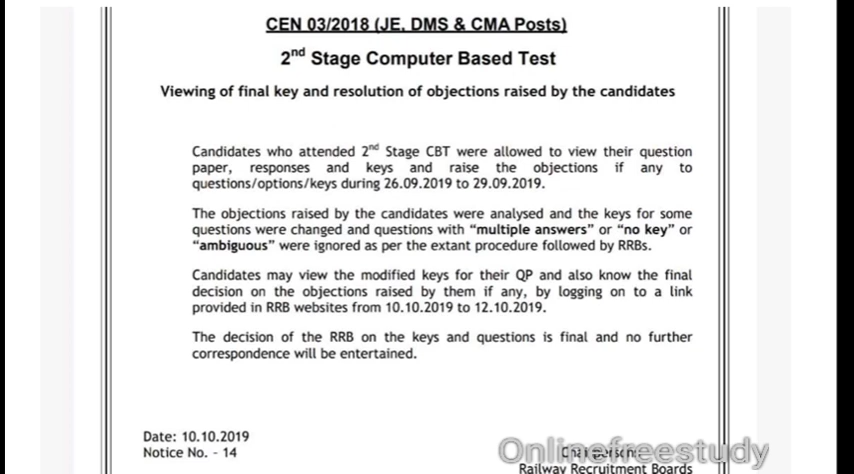 CEN 03/2018 (JE, DMS & CMA Posts)
2nd Stage Computer Based Test
Viewing of final key and resolution of objections raised by the candidates
Candidates who attended 2nd Stage CBT were allowed to view their question
paper, responses and keys and raise the objections if any to
questions/options/keys during 26.09.2019 to 29.09.2019.
The objections raised by the candidates were analysed and the keys for some
questions were changed and questions with “multiple answers” or “no key” or
“ambiguous” were ignored as per the extant procedure followed by RRBs.
Candidates may view the modified keys for their QP and also know the final
decision on the objections raised by them if any, by logging on to a link
provided in RRB websites from 10.10.2019 to 12.10.2019.
The decision of the RRB on the keys and questions is final and no further
correspondence will be entertained.
Date: 10.10.2019
Notice No. - 14
Chairpersons
Onlinefreestudy
Railway Recruitment Boards